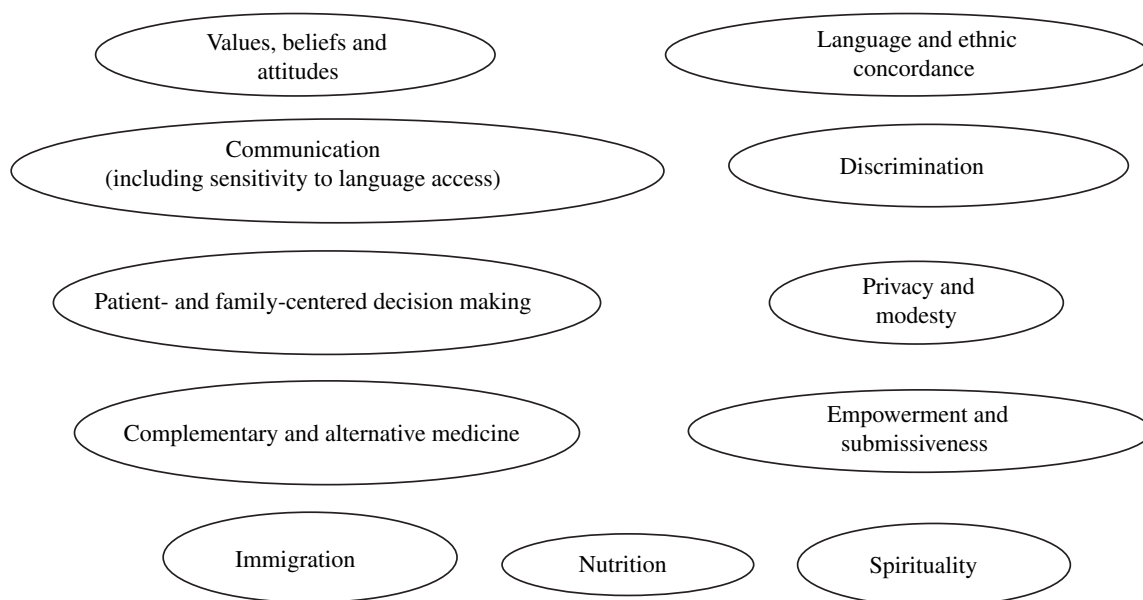 Values, beliefs and
attitudes
Language and ethnic
concordance
Communication
(including sensitivity to language access)
Discrimination
Patient- and family-centered decision making
Privacy and
modesty
Complementary and alternative medicine
Empowerment and
submissiveness
Immigration
Nutrition
Spirituality